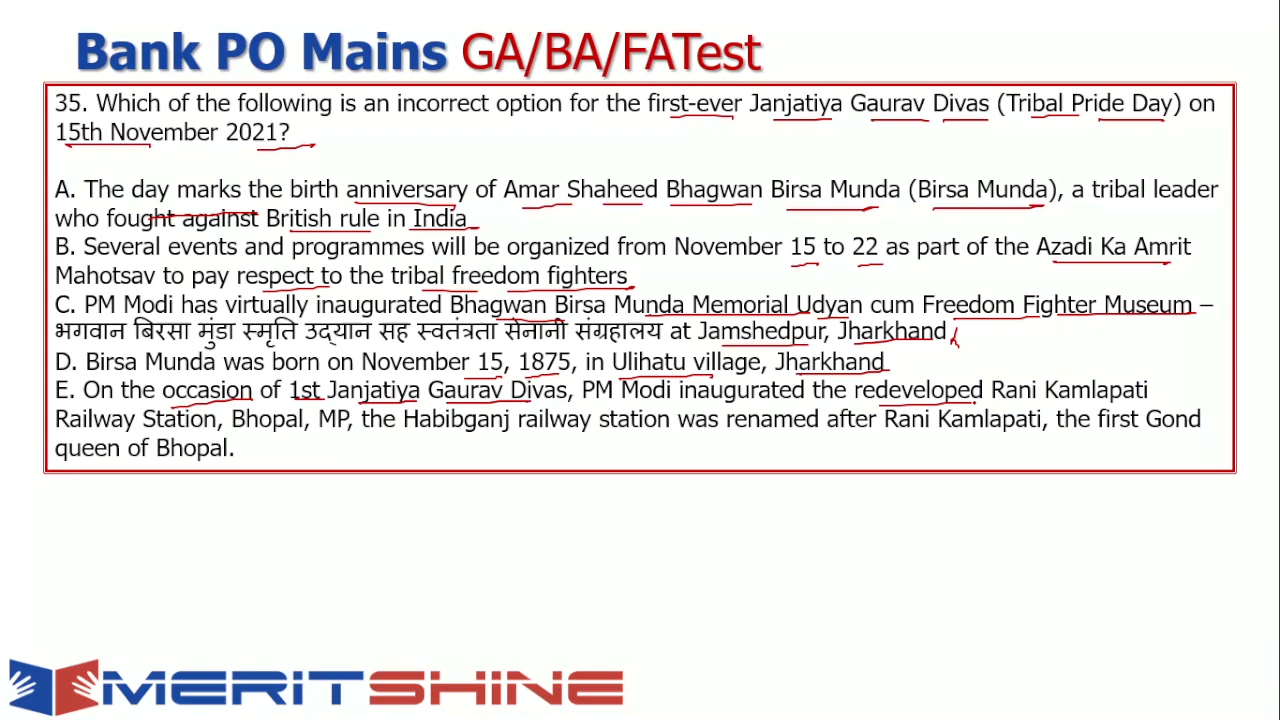 Bank PO Mains GA/BA/FATest
35. Which of the following is an incorrect option for the first-ever Janjatiya Gaurav Divas (Tribal Pride Day) on
15th November 2021?
A. The day marks the birth anniversary of Amar Shaheed Bhagwan Birsa Munda (Birsa Munda), a tribal leader
who fought against British rule in India
B. Several events and programmes will be organized from November 15 to 22 as part of the Azadi Ka Amrit
Mahotsav to pay respect to the tribal freedom fighters
C. PM Modi has virtually inaugurated Bhagwan Birsa Munda Memorial Udyan cum Freedom Fighter Museum –
भगवान बिरसा मुंडा स्मृति उद्यान सह स्वतंत्रता सेनानी संग्रहालय at Jamshedpur, Jharkhand
D. Birsa Munda was born on November 15, 1875, in Ulihatu village, Jharkhand
E. On the occasion of 1st Janjatiya Gaurav Divas, PM Modi inaugurated the redeveloped Rani Kamlapati
Railway Station, Bhopal, MP, the Habibganj railway station was renamed after Rani Kamlapati, the first Gond
queen of Bhopal.
MERITSHINE